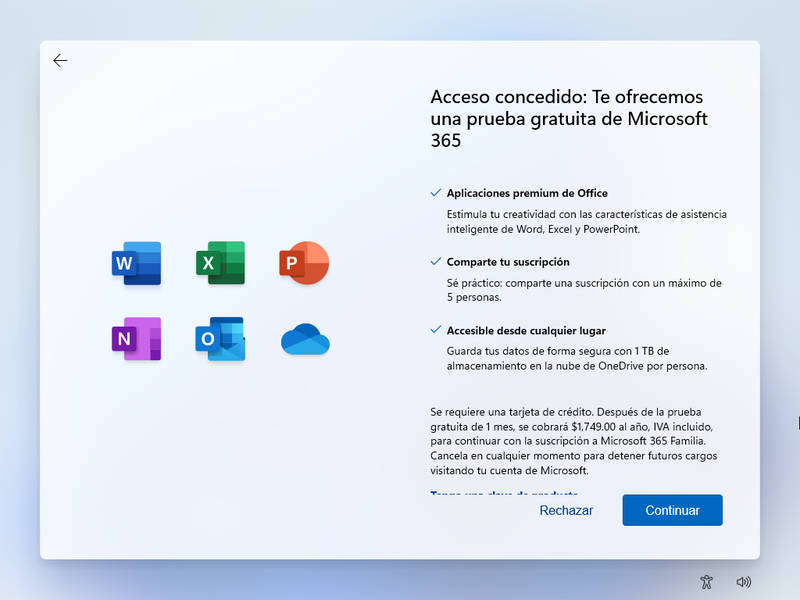 Acceso concedido: Te ofrecemos
una prueba gratuita de Microsoft
365
Aplicaciones premium de Office
Estimula tu creatividad con las características de asistencia
inteligente de Word, Excel y PowerPoint.
Comparte tu suscripción
Sé práctico: comparte una suscripción con un máximo de
5 personas.
Accesible desde cualquier lugar
Guarda tus datos de forma segura con 1 TB de
almacenamiento en la nube de OneDrive por persona.
W
X
P
N
O
Se requiere una tarjeta de crédito. Después de la prueba
gratuita de 1 mes, se cobrará $1,749.00 al año, IVA incluido,
para continuar con la suscripción a Microsoft 365 Familia.
Cancela en cualquier momento para detener futuros cargos
visitando tu cuenta de Microsoft.
Tengo una clave de producto
Rechazar
Continuar